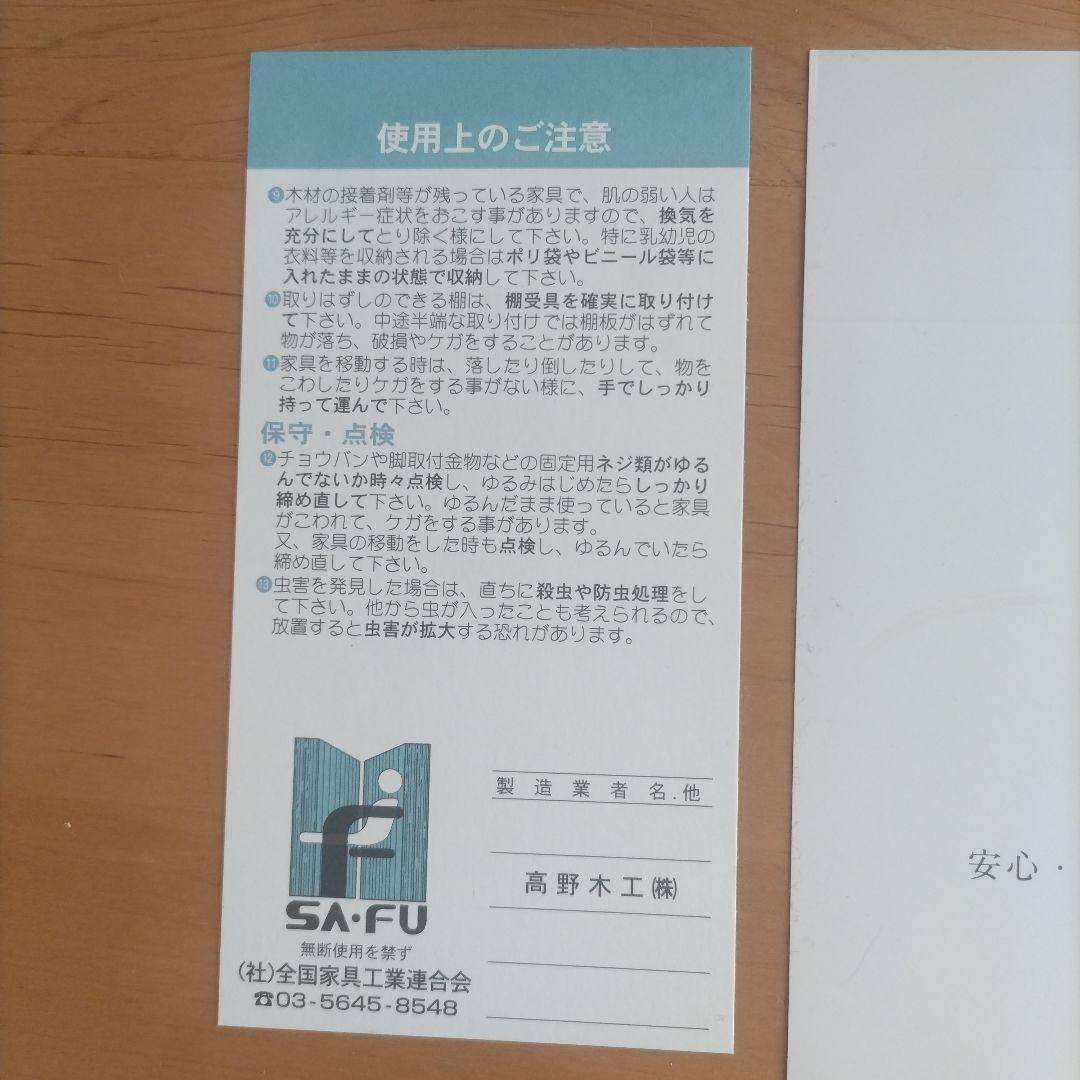 使用上のご注意
❾木材の接着剤等が残っている家具で、肌の弱い人は
アレルギー症状をおこす事がありますので、換気を
充分にしてとり除く様にして下さい。特に乳幼児の
衣料等を収納される場合はポリ袋やビニール袋等に
入れたままの状態で収納して下さい。
❿取りはずしのできる棚は、棚受具を確実に取り付け
て下さい。中途半端な取り付けでは棚板がはずれて
物が落ち、破損やケガをすることがあります。
⓫家具を移動する時は、落したり倒したりして、物を
こわしたりケガをする事がない様に、手でしっかり
持って運んで下さい。
保守・点検
⓬チョウバンや脚取付金物などの固定用ネジ類がゆる
んでないか時々点検し、ゆるみはじめたらしっかり
締め直して下さい。ゆるんだまま使っていると家具
がこわれて、ケガをする事があります。
又、家具の移動をした時も点検し、ゆるんでいたら
締め直して下さい。
⓭虫害を発見した場合は、直ちに殺虫や防虫処理をし
て下さい。他から虫が入ったことも考えられるので、
放置すると虫害が拡大する恐れがあります。
SA・FU
無断使用を禁ず
(社)全国家具工業連合会
☎03-5645-8548
製造業者名.他
高野木工㈱
安心・